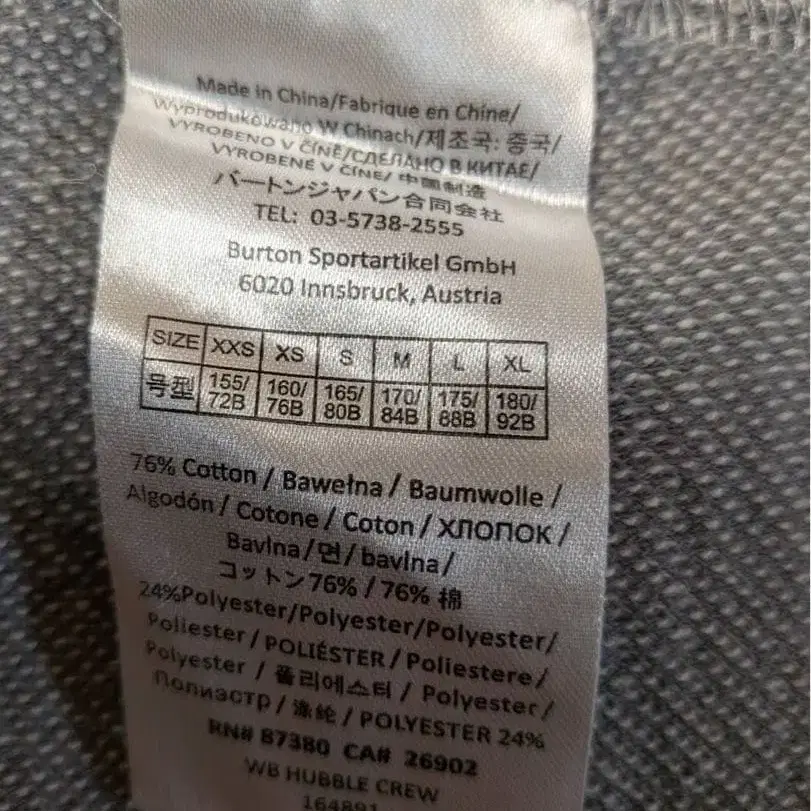 Made in China/Fabrique en Chine/
Wyprodukowano W Chinach/제조국: 중국/
VYROBENO V ČÍNĚ/СДЕЛАНО В КИТАЕ/
VYROBENÉ V ČÍNE/ 中國制造
バートンジャパン合同会社
TEL: 03-5738-2555
Burton Sportartikel GmbH
6020 Innsbruck, Austria
SIZE XXS XS S M L XL
号型 155/72B 160/76B 165/80B 170/84B 175/88B 180/92B
76% Cotton / Bawełna / Baumwolle /
Algodón / Cotone / Coton / ХЛОПОК /
Bavlna/면/ bavlna/
コットン76% / 76% 棉
24%Polyester/Polyester/Polyester/
Poliester / POLIÉSTER / Poliestere /
Polyester / 폴리에스터 / Polyester /
Полиэстр / 涤纶 / POLYESTER 24%
RN# 87380 CA# 26902
WB HUBBLE CREW
164891